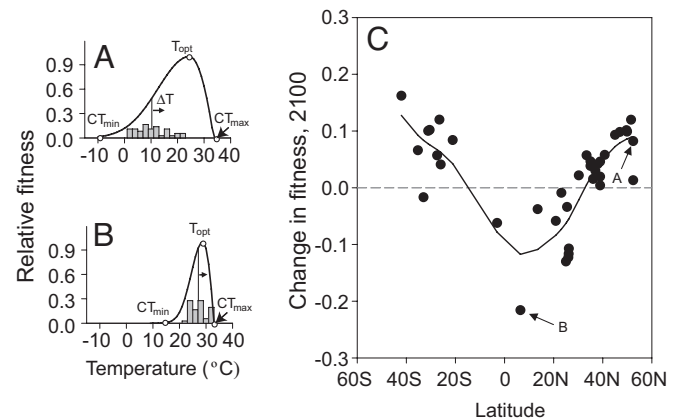 A
Topt
0.9
0.6
0.3
0.0
CTmin
ΔT
CTmax
-10 0 10 20 30 40
B
Topt
0.9
0.6
0.3
0.0
CTmin
CTmax
-10 0 10 20 30 40
Temperature (°C)
Relative fitness
C
Change in fitness, 2100
0.3
0.2
0.1
0.0
-0.1
-0.2
-0.3
A
B
60S 40S 20S 0 20N 40N 60N
Latitude